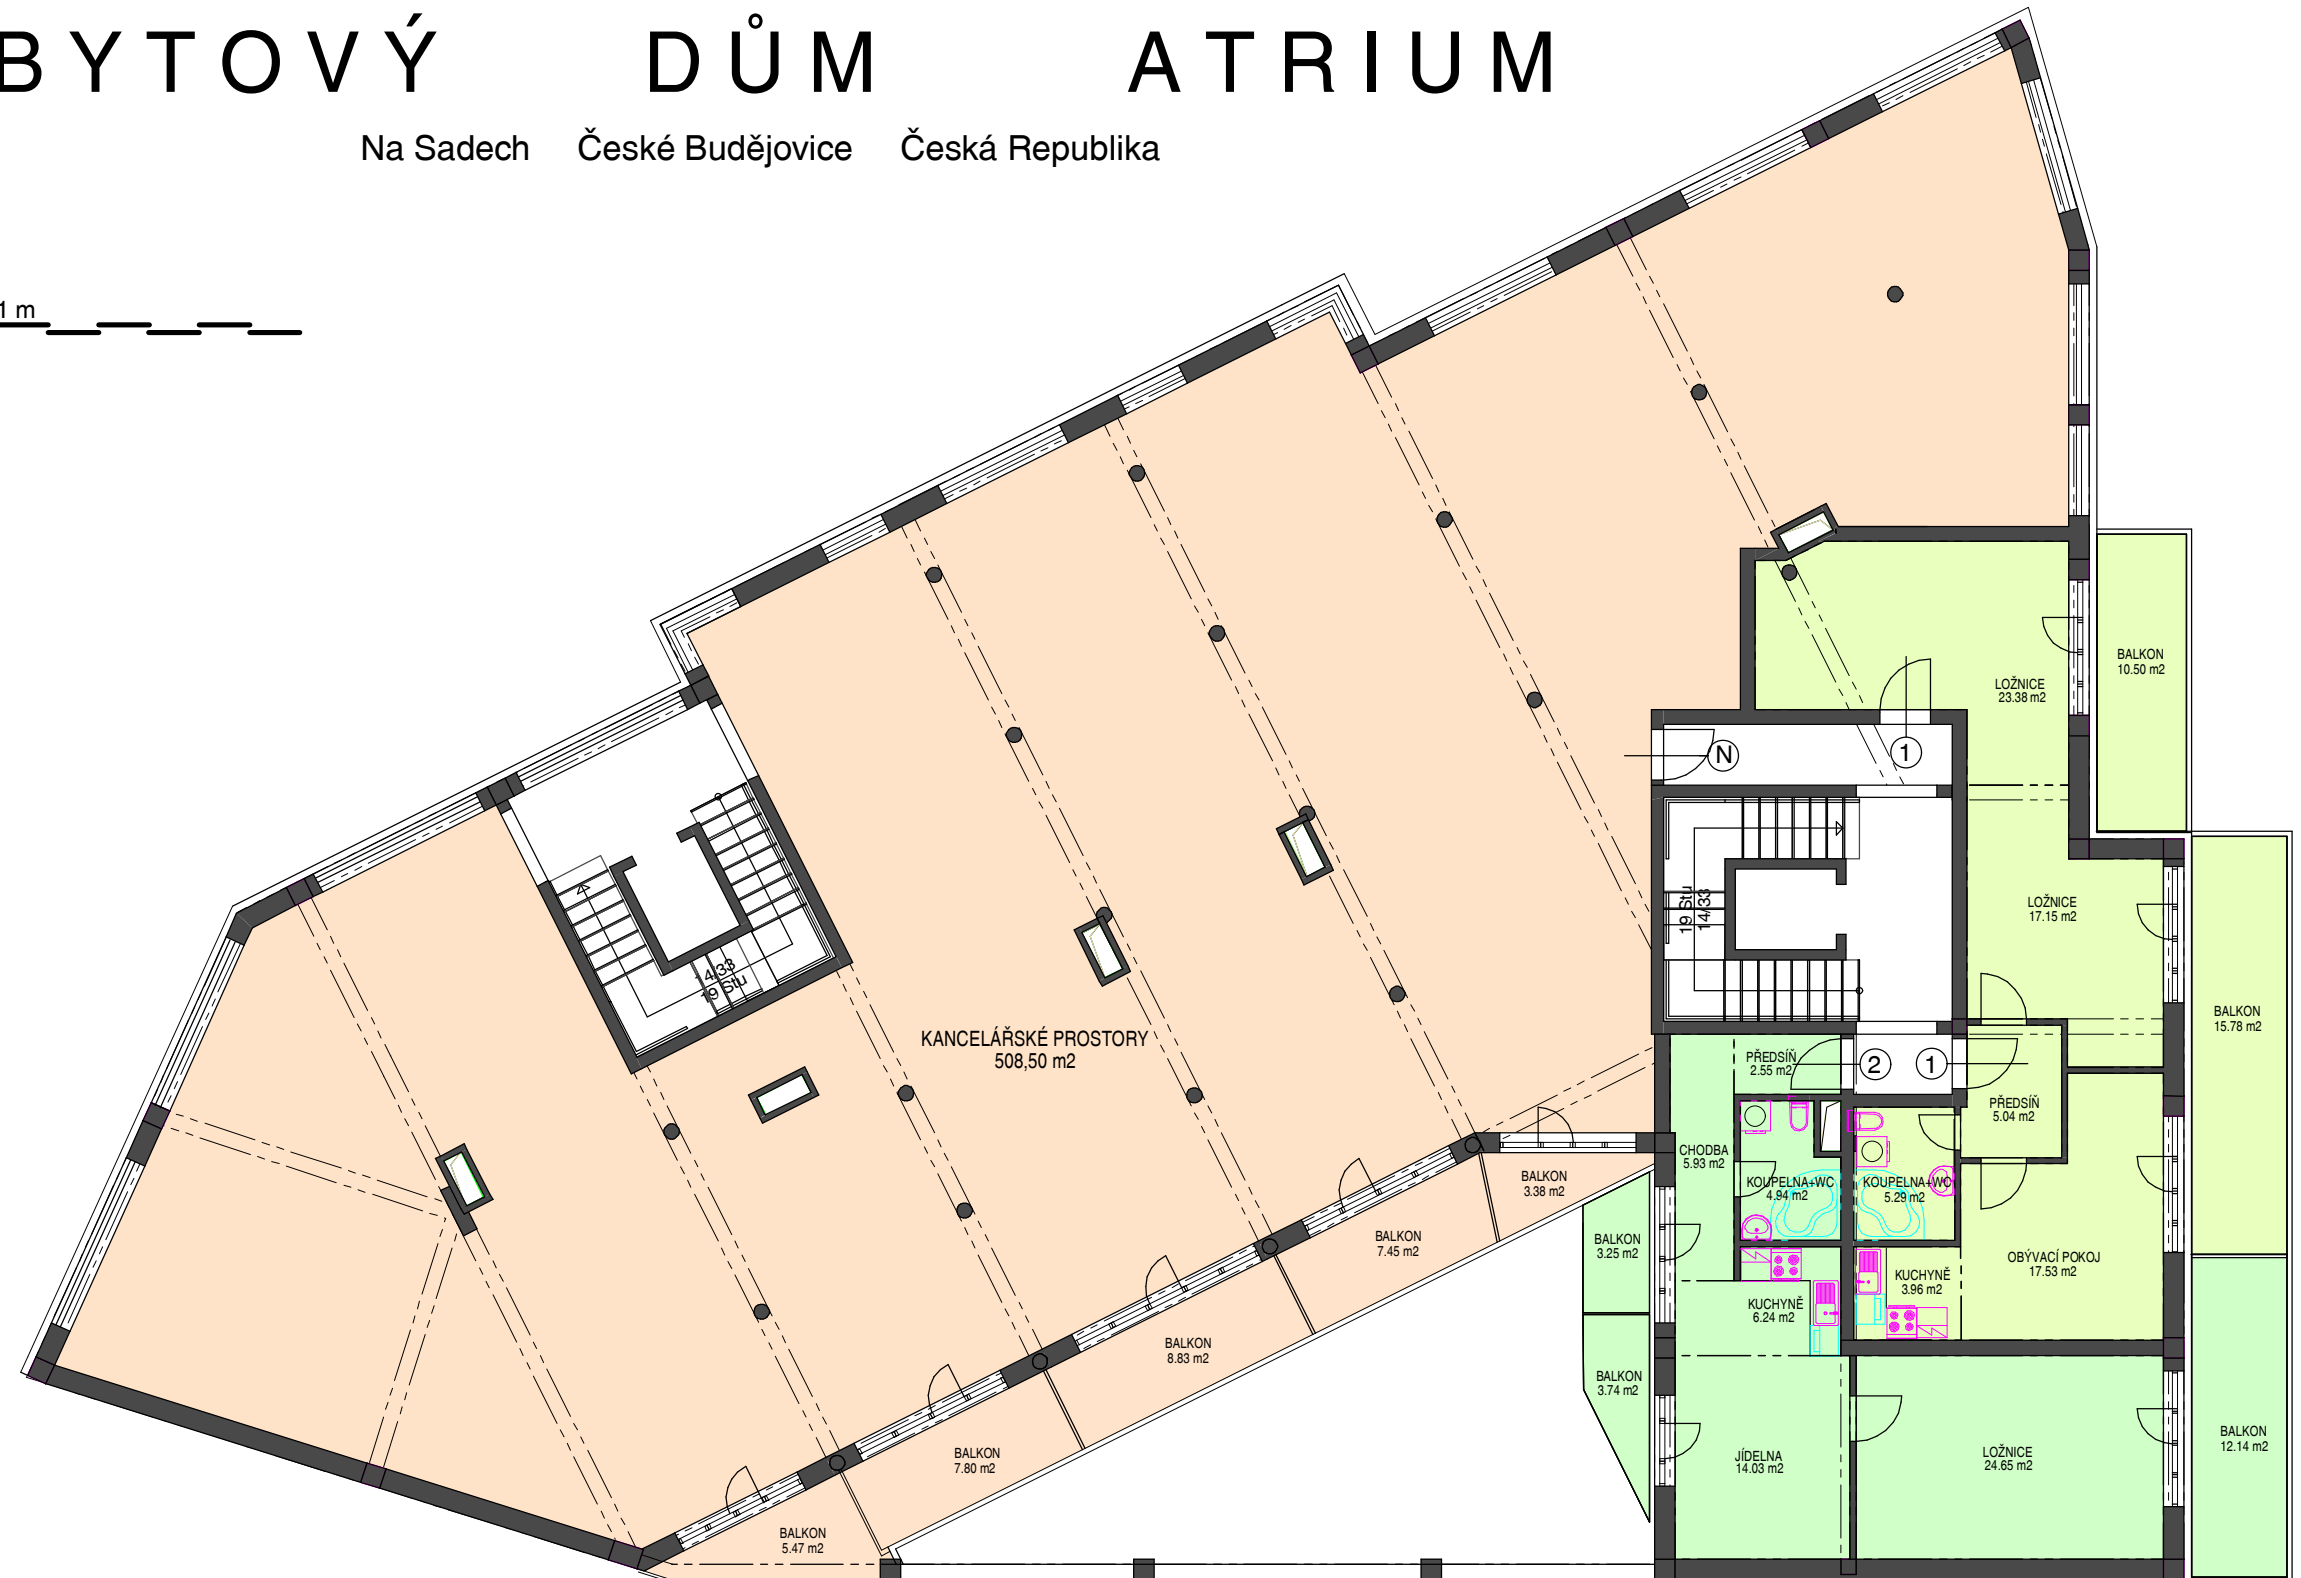 BYTOVÝ DŮM ATRIUM
Na Sadech České Budějovice Česká Republika
1 m
BALKON
10.50 m2
LOŽNICE
23.38 m2
N
1
19 Stu
14/33
LOŽNICE
17.15 m2
14/33
19 Stu
BALKON
15.78 m2
KANCELÁŘSKÉ PROSTORY
508,50 m2
PŘEDSÍŇ
2.55 m2
2
1
PŘEDSÍŇ
5.04 m2
CHODBA
5.93 m2
KOUPELNA+WC
4.94 m2
KOUPELNA+WC
5.29 m2
BALKON
3.38 m2
BALKON
7.45 m2
BALKON
3.25 m2
OBÝVACÍ POKOJ
17.53 m2
KUCHYNĚ
3.96 m2
KUCHYNĚ
6.24 m2
BALKON
8.83 m2
BALKON
3.74 m2
BALKON
12.14 m2
BALKON
7.80 m2
JÍDELNA
14.03 m2
LOŽNICE
24.65 m2
BALKON
5.47 m2